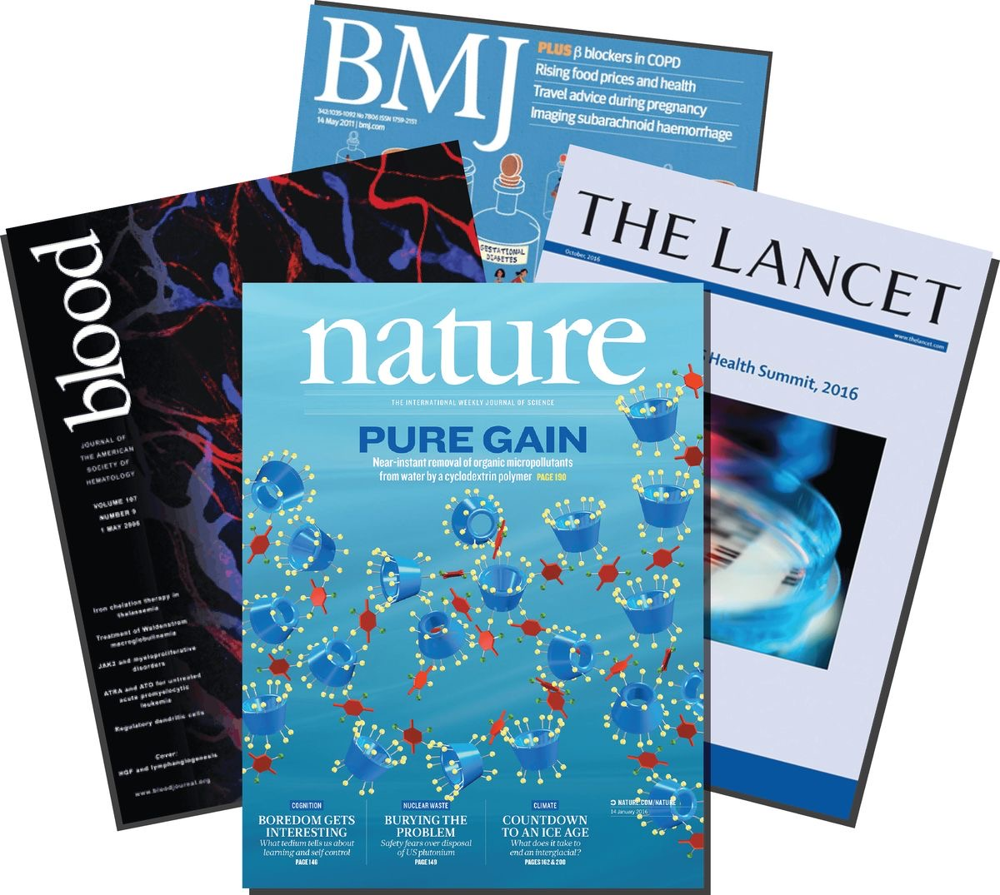 BMJ
342:1035-1092 No 7806 ISSN 1759-2151
14 May 2011 | bmj.com
PLUS β blockers in COPD
Rising food prices and health
Travel advice during pregnancy
Imaging subarachnoid haemorrhage
GESTATIONAL
DIABETES
blood
JOURNAL OF
THE AMERICAN
SOCIETY OF
HEMATOLOGY
VOLUME 107
NUMBER 9
1 MAY 2006
Iron chelation therapy in
thalassemia
Treatment of Waldenstrom
macroglobulinemia
JAK2 and myeloproliferative
disorders
ATRA and ATO for untreated
acute promyelocytic
leukemia
Regulatory dendritic cells
Cover:
HGF and lymphangiogenesis
www.bloodjournal.org
THE LANCET
October, 2016
www.thelancet.com
Health Summit, 2016
nature
THE INTERNATIONAL WEEKLY JOURNAL OF SCIENCE
PURE GAIN
Near-instant removal of organic micropollutants
from water by a cyclodextrin polymer PAGE 190
COGNITION
BOREDOM GETS
INTERESTING
What tedium tells us about
learning and self control
PAGE 146
NUCLEAR WASTE
BURYING THE
PROBLEM
Safety fears over disposal
of US plutonium
PAGE 149
CLIMATE
COUNTDOWN
TO AN ICE AGE
What does it take to
end an interglacial?
PAGES 162 & 200
NATURE.COM/NATURE
14 January 2016